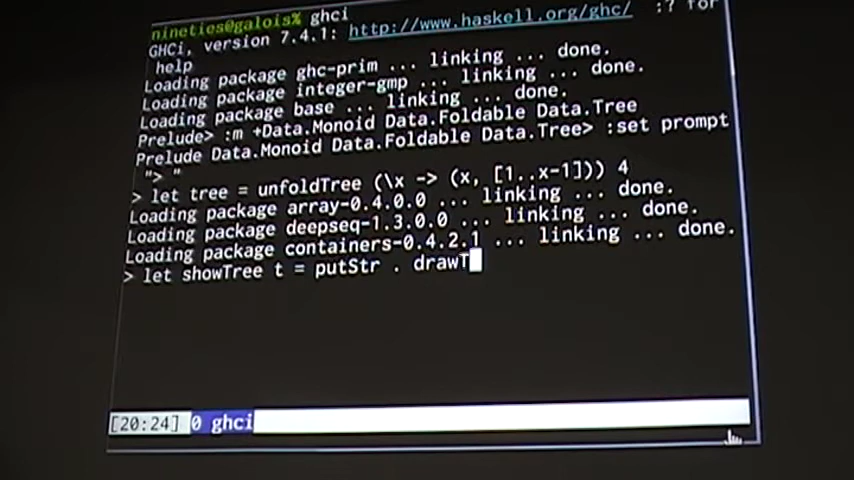 nineties@galois% ghci
GHCi, version 7.4.1: http://www.haskell.org/ghc/  :? for
 help
Loading package ghc-prim ... linking ... done.
Loading package integer-gmp ... linking ... done.
Loading package base ... linking ... done.
Prelude> :m +Data.Monoid Data.Foldable Data.Tree
Prelude Data.Monoid Data.Foldable Data.Tree> :set prompt
 "> "
> let tree = unfoldTree (\x -> (x, [1..x-1])) 4
Loading package array-0.4.0.0 ... linking ... done.
Loading package deepseq-1.3.0.0 ... linking ... done.
Loading package containers-0.4.2.1 ... linking ... done.
> let showTree t = putStr . drawT
[20:24] 0 ghci